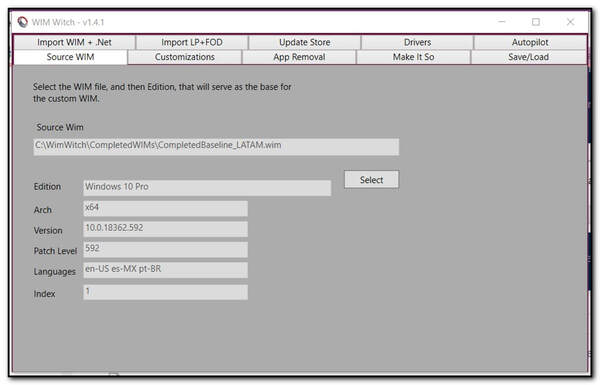 WIM Witch - v1.4.1
Import WIM + .Net Import LP+FOD Update Store Drivers Autopilot
Source WIM Customizations App Removal Make It So Save/Load
Select the WIM file, and then Edition, that will serve as the base for
the custom WIM.
Source Wim
C:\WimWitch\CompletedWIMs\CompletedBaseline_LATAM.wim
Select
Edition Windows 10 Pro
Arch x64
Version 10.0.18362.592
Patch Level 592
Languages en-US es-MX pt-BR
Index 1